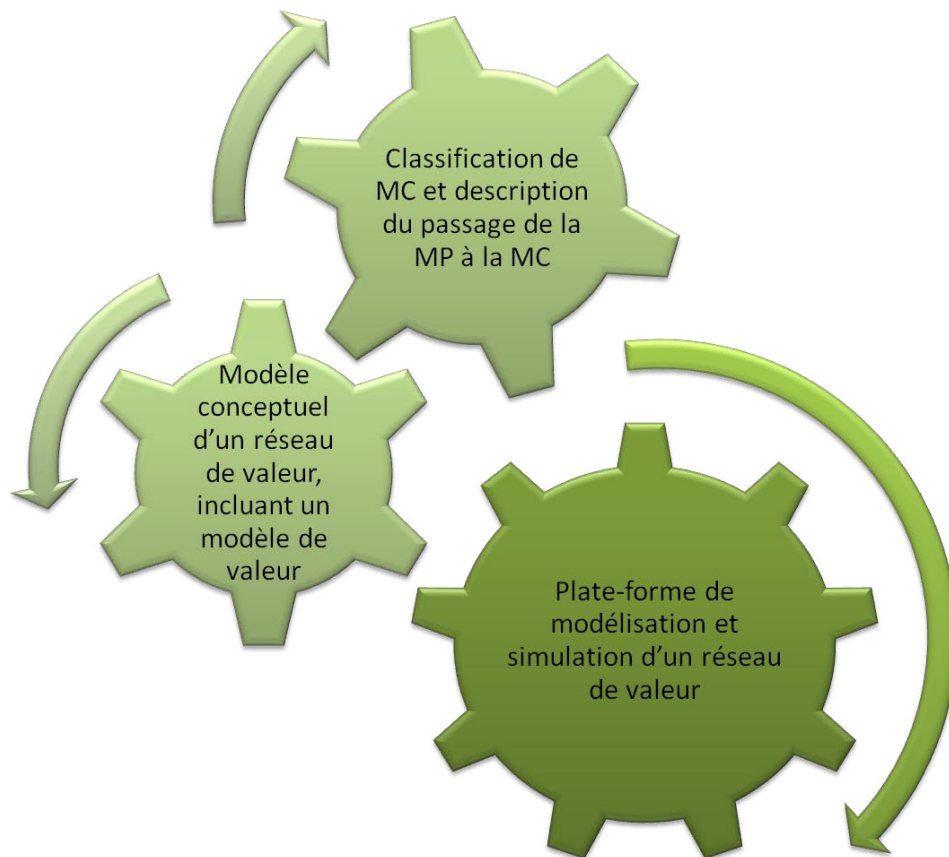 Classification de
MC et description
du passage de la
MP à la MC
Modèle
conceptuel
d’un réseau
de valeur,
incluant un
modèle de
valeur
Plate-forme de
modélisation et
simulation d’un réseau
de valeur